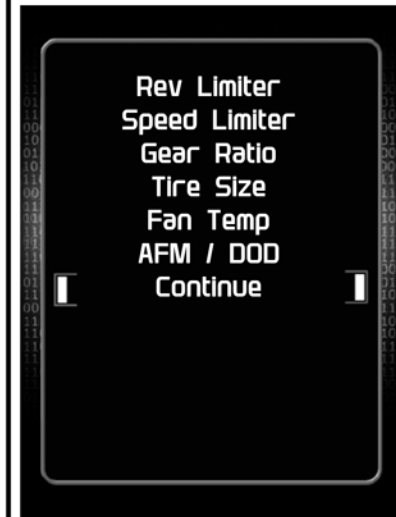 Rev Limiter
Speed Limiter
Gear Ratio
Tire Size
Fan Temp
AFM / DOD
Continue